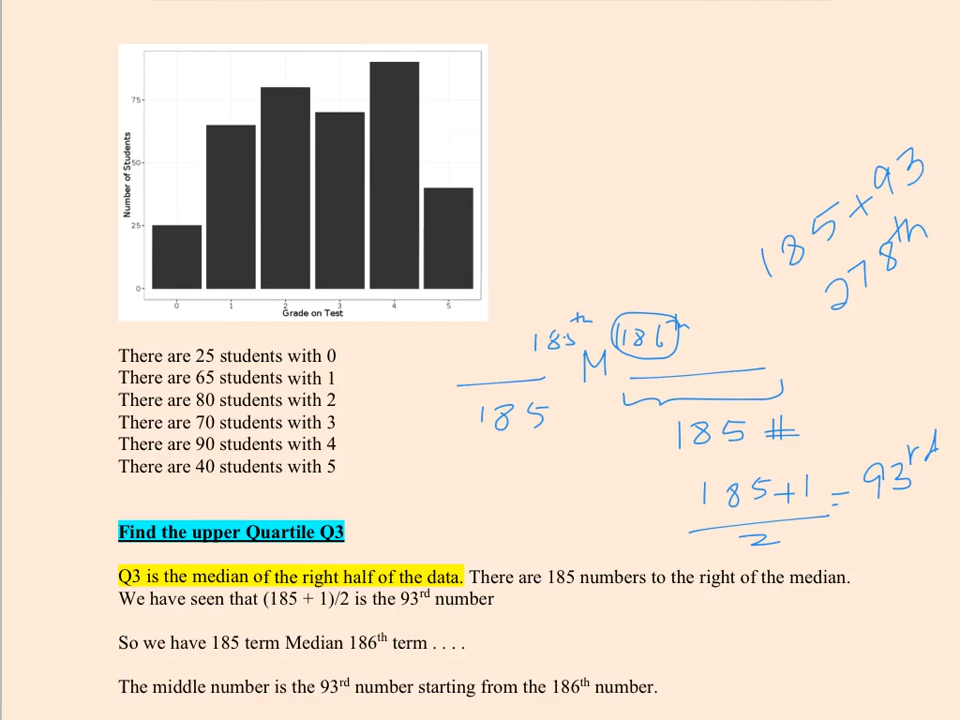 75
50
25
0
Number of Students
0 1 2 3 4 5
Grade on Test
There are 25 students with 0
There are 65 students with 1
There are 80 students with 2
There are 70 students with 3
There are 90 students with 4
There are 40 students with 5
185 + 93
278th
185th M 186th
185
185 #
185+1 = 93rd
2
Find the upper Quartile Q3
Q3 is the median of the right half of the data. There are 185 numbers to the right of the median.
We have seen that (185 + 1)/2 is the 93rd number
So we have 185 term Median 186th term . . . .
The middle number is the 93rd number starting from the 186th number.